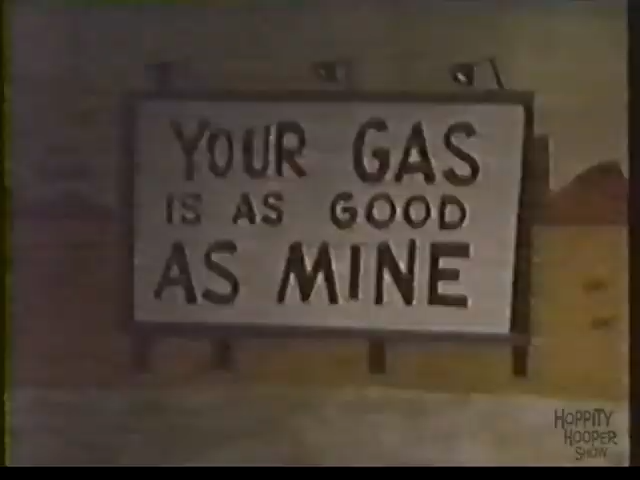 YOUR GAS
IS AS GOOD
AS MINE
HOPPITY
HOOPER
SHOW